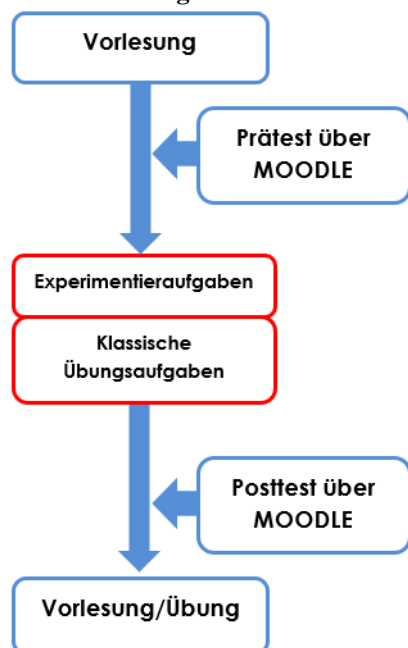 Vorlesung
Prätest über
MOODLE
Experimentieraufgaben
Klassische
Übungsaufgaben
Posttest über
MOODLE
Vorlesung/Übung